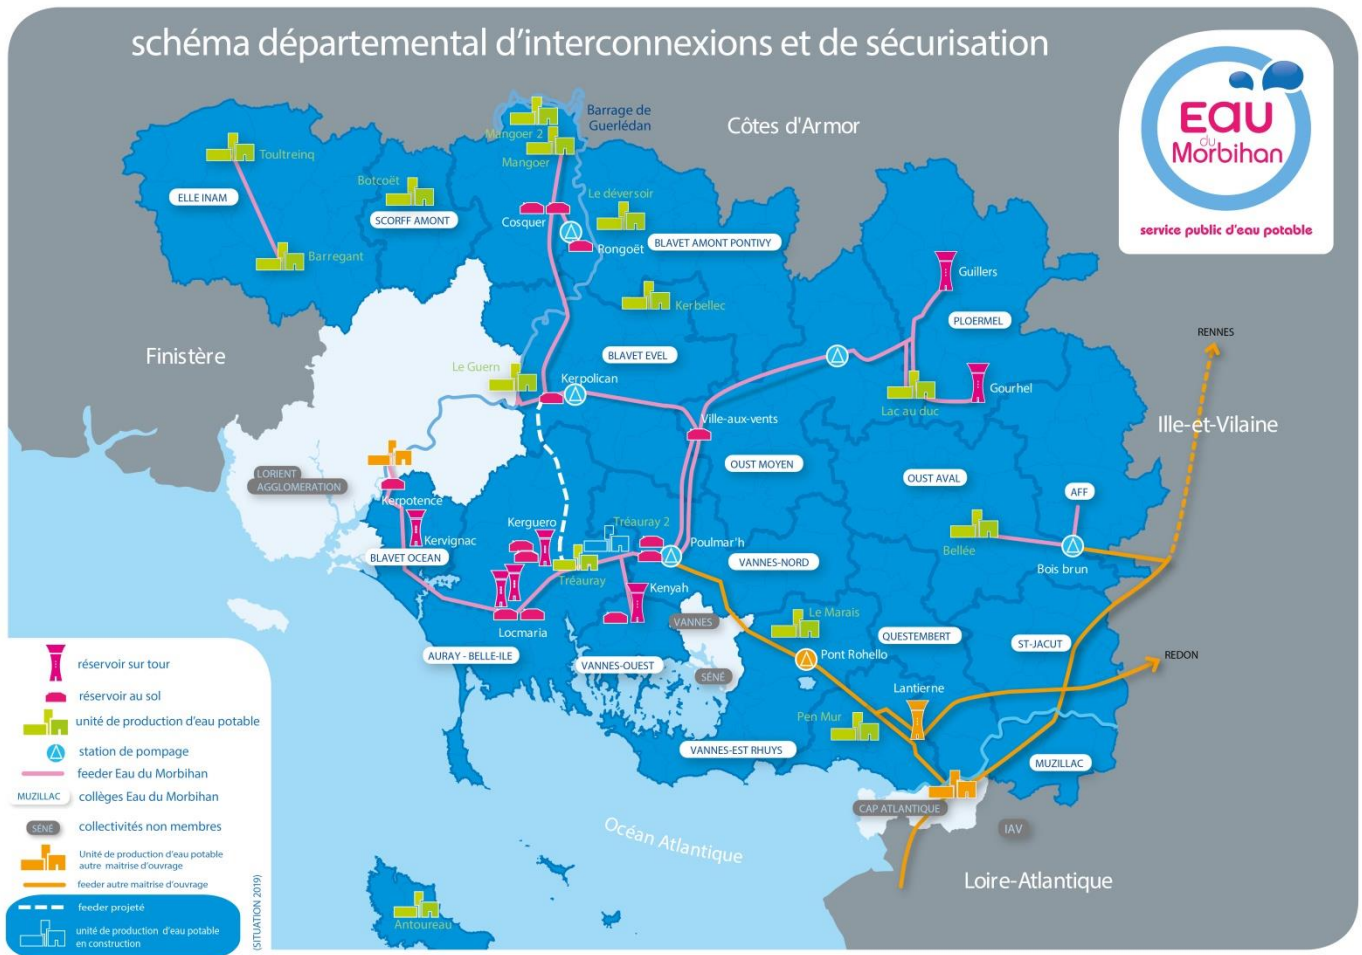 schéma départemental d'interconnexions et de sécurisation
EAU
du
Morbihan
service public d'eau potable
Barrage de
Guerlédan
Côtes d'Armor
Mangoer 2
Mangoer
Toultreinq
Botcoët
ELLE INAM
SCORFF AMONT
Le déversoir
Cosquer
Rongoët
BLAVET AMONT PONTIVY
Barregant
Guillers
Kerbellec
PLOERMEL
RENNES
Finistère
BLAVET EVEL
Le Guern
Kerpolican
Gourhel
Lac au duc
Ville-aux-vents
Ille-et-Vilaine
OUST MOYEN
LORIENT
AGGLOMERATION
OUST AVAL
AFF
Kerpotence
Kervignac
Kerguero
Tréauray 2
Poulmar'h
Bellée
BLAVET OCEAN
VANNES-NORD
Bois brun
Tréauray
Kenyah
Le Marais
VANNES
Locmaria
QUESTEMBERT
ST-JACUT
AURAY - BELLE-ILE
VANNES-OUEST
Pont Rohello
REDON
SÉNÉ
Lantierne
Pen Mur
VANNES-EST RHUYS
MUZILLAC
CAP ATLANTIQUE
IAV
Océan Atlantique
Loire-Atlantique
Antoureau
réservoir sur tour
réservoir au sol
unité de production d'eau potable
station de pompage
feeder Eau du Morbihan
MUZILLAC collèges Eau du Morbihan
SÉNÉ collectivités non membres
Unité de production d'eau potable
autre maitrise d'ouvrage
feeder autre maitrise d'ouvrage
feeder projeté
unité de production d'eau potable
en construction
(SITUATION 2019)